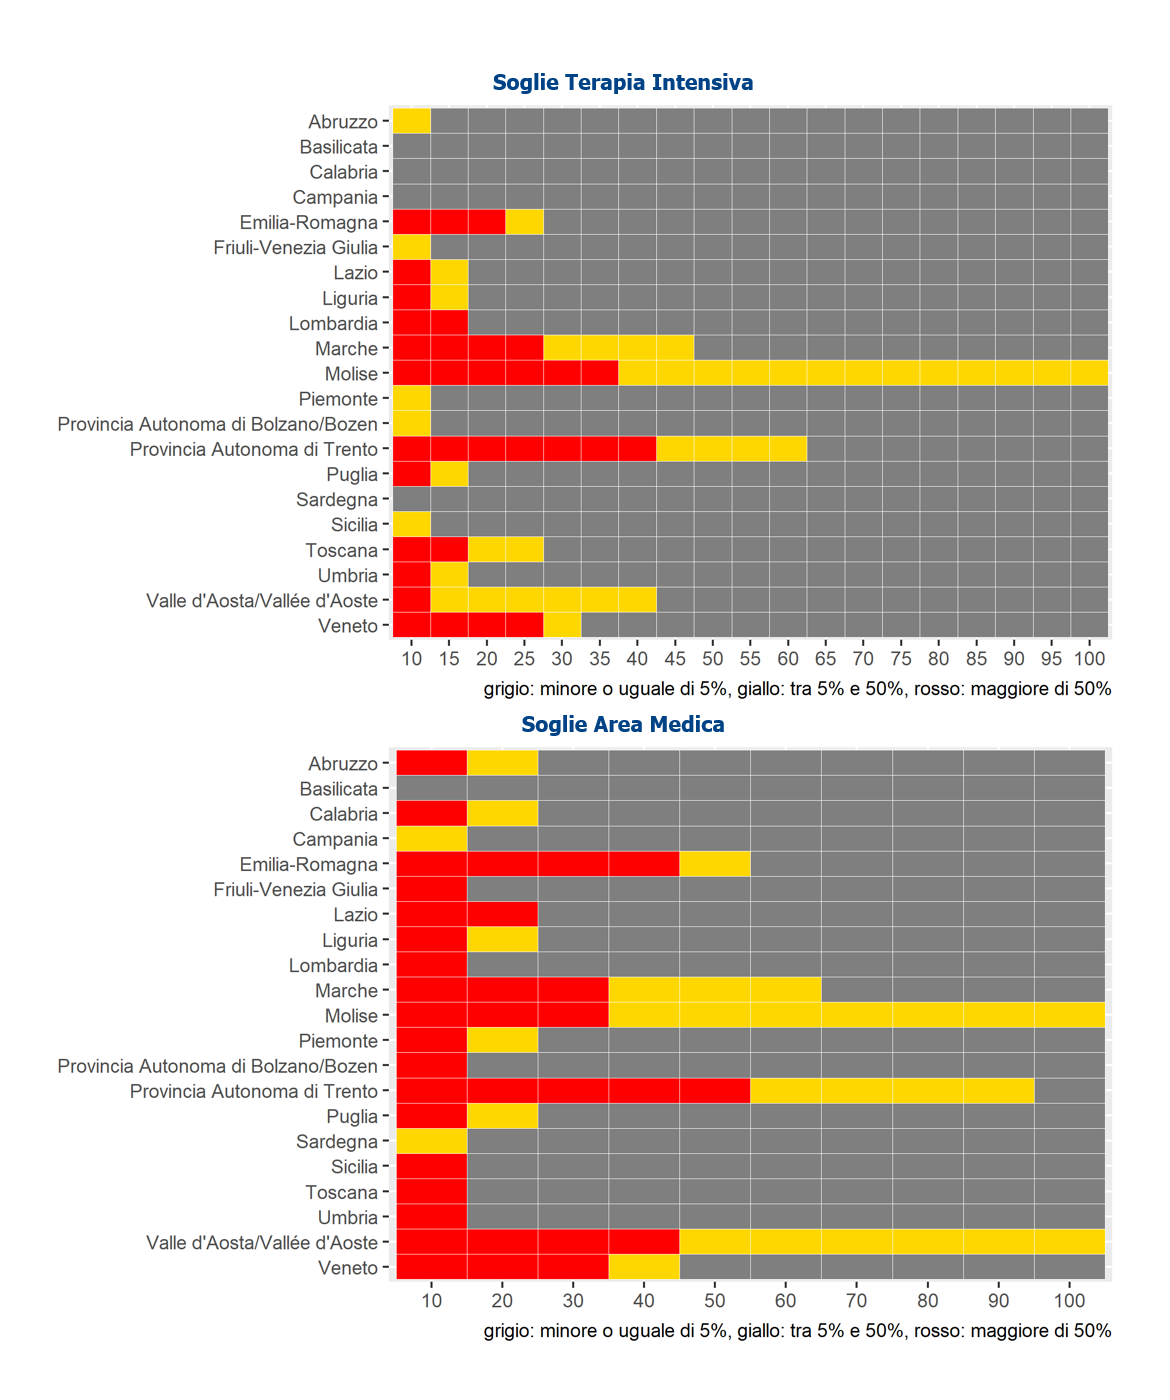 Soglie Terapia Intensiva
Abruzzo
Basilicata
Calabria
Campania
Emilia-Romagna
Friuli-Venezia Giulia
Lazio
Liguria
Lombardia
Marche
Molise
Piemonte
Provincia Autonoma di Bolzano/Bozen
Provincia Autonoma di Trento
Puglia
Sardegna
Sicilia
Toscana
Umbria
Valle d'Aosta/Vallée d'Aoste
Veneto
10 15 20 25 30 35 40 45 50 55 60 65 70 75 80 85 90 95 100
grigio: minore o uguale di 5%, giallo: tra 5% e 50%, rosso: maggiore di 50%
Soglie Area Medica
Abruzzo
Basilicata
Calabria
Campania
Emilia-Romagna
Friuli-Venezia Giulia
Lazio
Liguria
Lombardia
Marche
Molise
Piemonte
Provincia Autonoma di Bolzano/Bozen
Provincia Autonoma di Trento
Puglia
Sardegna
Sicilia
Toscana
Umbria
Valle d'Aosta/Vallée d'Aoste
Veneto
10 20 30 40 50 60 70 80 90 100
grigio: minore o uguale di 5%, giallo: tra 5% e 50%, rosso: maggiore di 50%